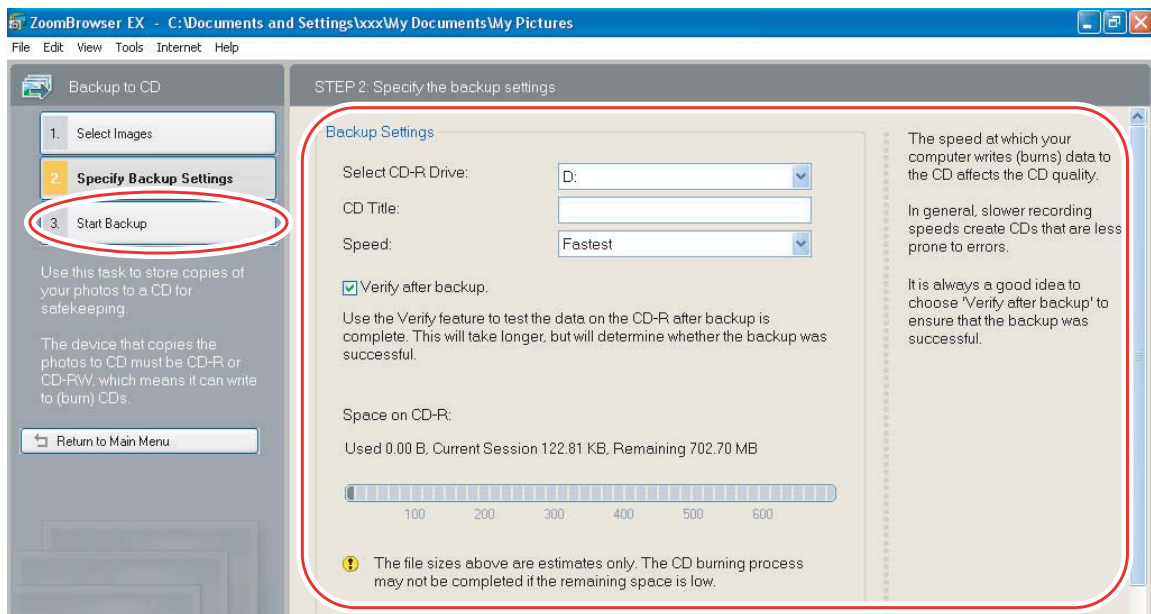 ZoomBrowser EX - C:\Documents and Settings\xxx\My Documents\My Pictures
File Edit View Tools Internet Help
Backup to CD
1. Select Images
2. Specify Backup Settings
3. Start Backup
Use this task to store copies of
your photos to a CD for
safekeeping.
The device that copies the
photos to CD must be CD-R or
CD-RW, which means it can write
to (burn) CDs.
Return to Main Menu
STEP 2: Specify the backup settings
Backup Settings
Select CD-R Drive: D:
CD Title:
Speed: Fastest
Verify after backup.
Use the Verify feature to test the data on the CD-R after backup is
complete. This will take longer, but will determine whether the backup was
successful.
Space on CD-R:
Used 0.00 B, Current Session 122.81 KB, Remaining 702.70 MB
100 200 300 400 500 600
The file sizes above are estimates only. The CD burning process
may not be completed if the remaining space is low.
The speed at which your
computer writes (burns) data to
the CD affects the CD quality.
In general, slower recording
speeds create CDs that are less
prone to errors.
It is always a good idea to
choose 'Verify after backup' to
ensure that the backup was
successful.